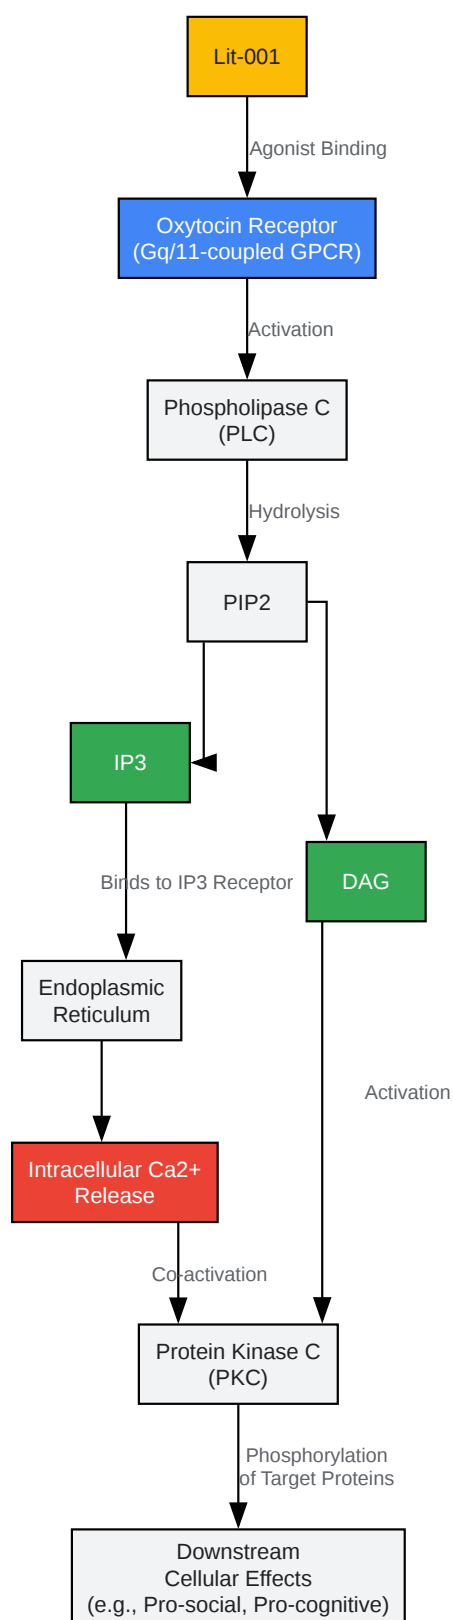 Lit-001
Agonist Binding
Oxytocin Receptor
(Gq/11-coupled GPCR)
Activation
Phospholipase C
(PLC)
Hydrolysis
PIP2
IP3
Binds to IP3 Receptor
DAG
Endoplasmic
Reticulum
Activation
Intracellular Ca2+
Release
Co-activation
Protein Kinase C
(PKC)
Phosphorylation
of Target Proteins
Downstream
Cellular Effects
(e.g., Pro-social, Pro-cognitive)